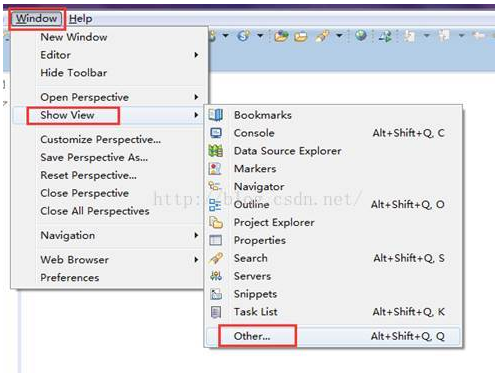 Window Help
New Window
Editor
Hide Toolbar
Open Perspective
Show View
Customize Perspective...
Save Perspective As...
Reset Perspective...
Close Perspective
Close All Perspectives
Navigation
Web Browser
Preferences
Bookmarks
Console Alt+Shift+Q, C
Data Source Explorer
Markers
Navigator
Outline Alt+Shift+Q, O
Project Explorer
Properties
Search Alt+Shift+Q, S
Servers
Snippets
Task List Alt+Shift+Q, K
Other... Alt+Shift+Q, Q
http://blog.csdn.net/